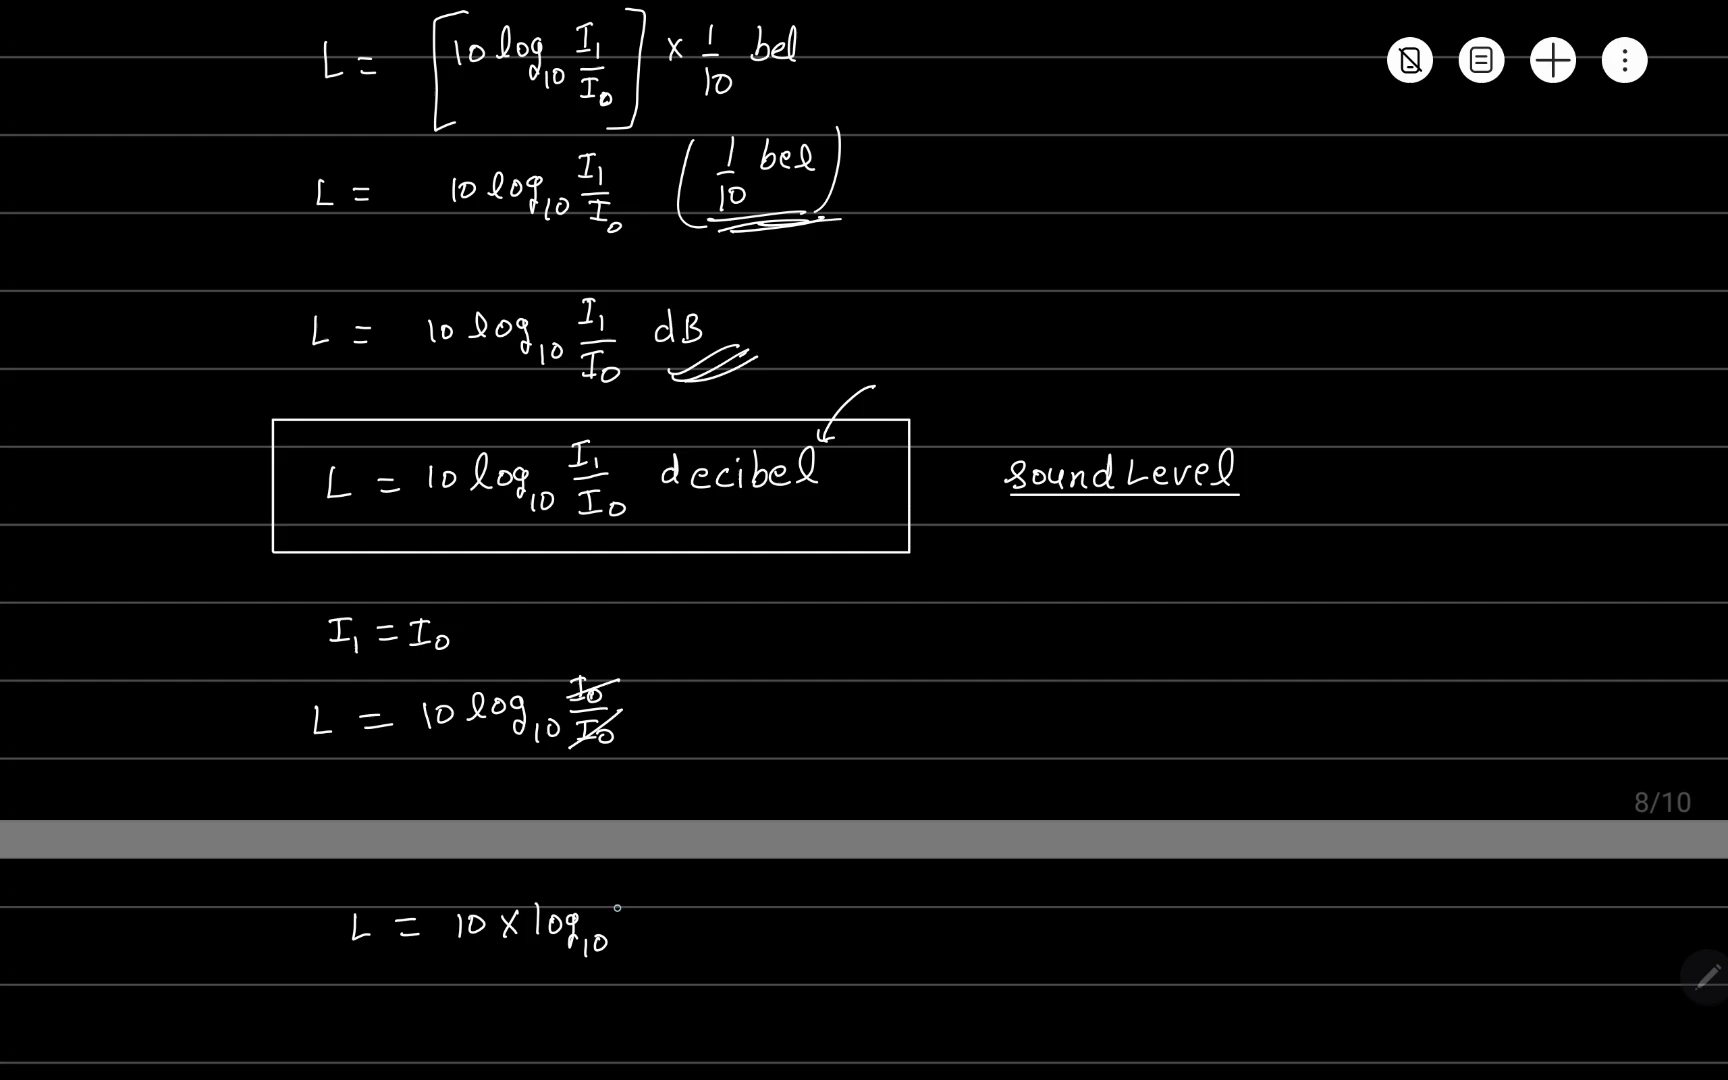 L = [10 log₁₀ I₁/I₀] × 1/10 bel
L = 10 log₁₀ I₁/I₀ (1/10 bel)
L = 10 log₁₀ I₁/I₀ dB
L = 10 log₁₀ I₁/I₀ decibel
Sound Level
I₁ = I₀
L = 10 log₁₀ I₀/I₀
8/10
L = 10 × log₁₀